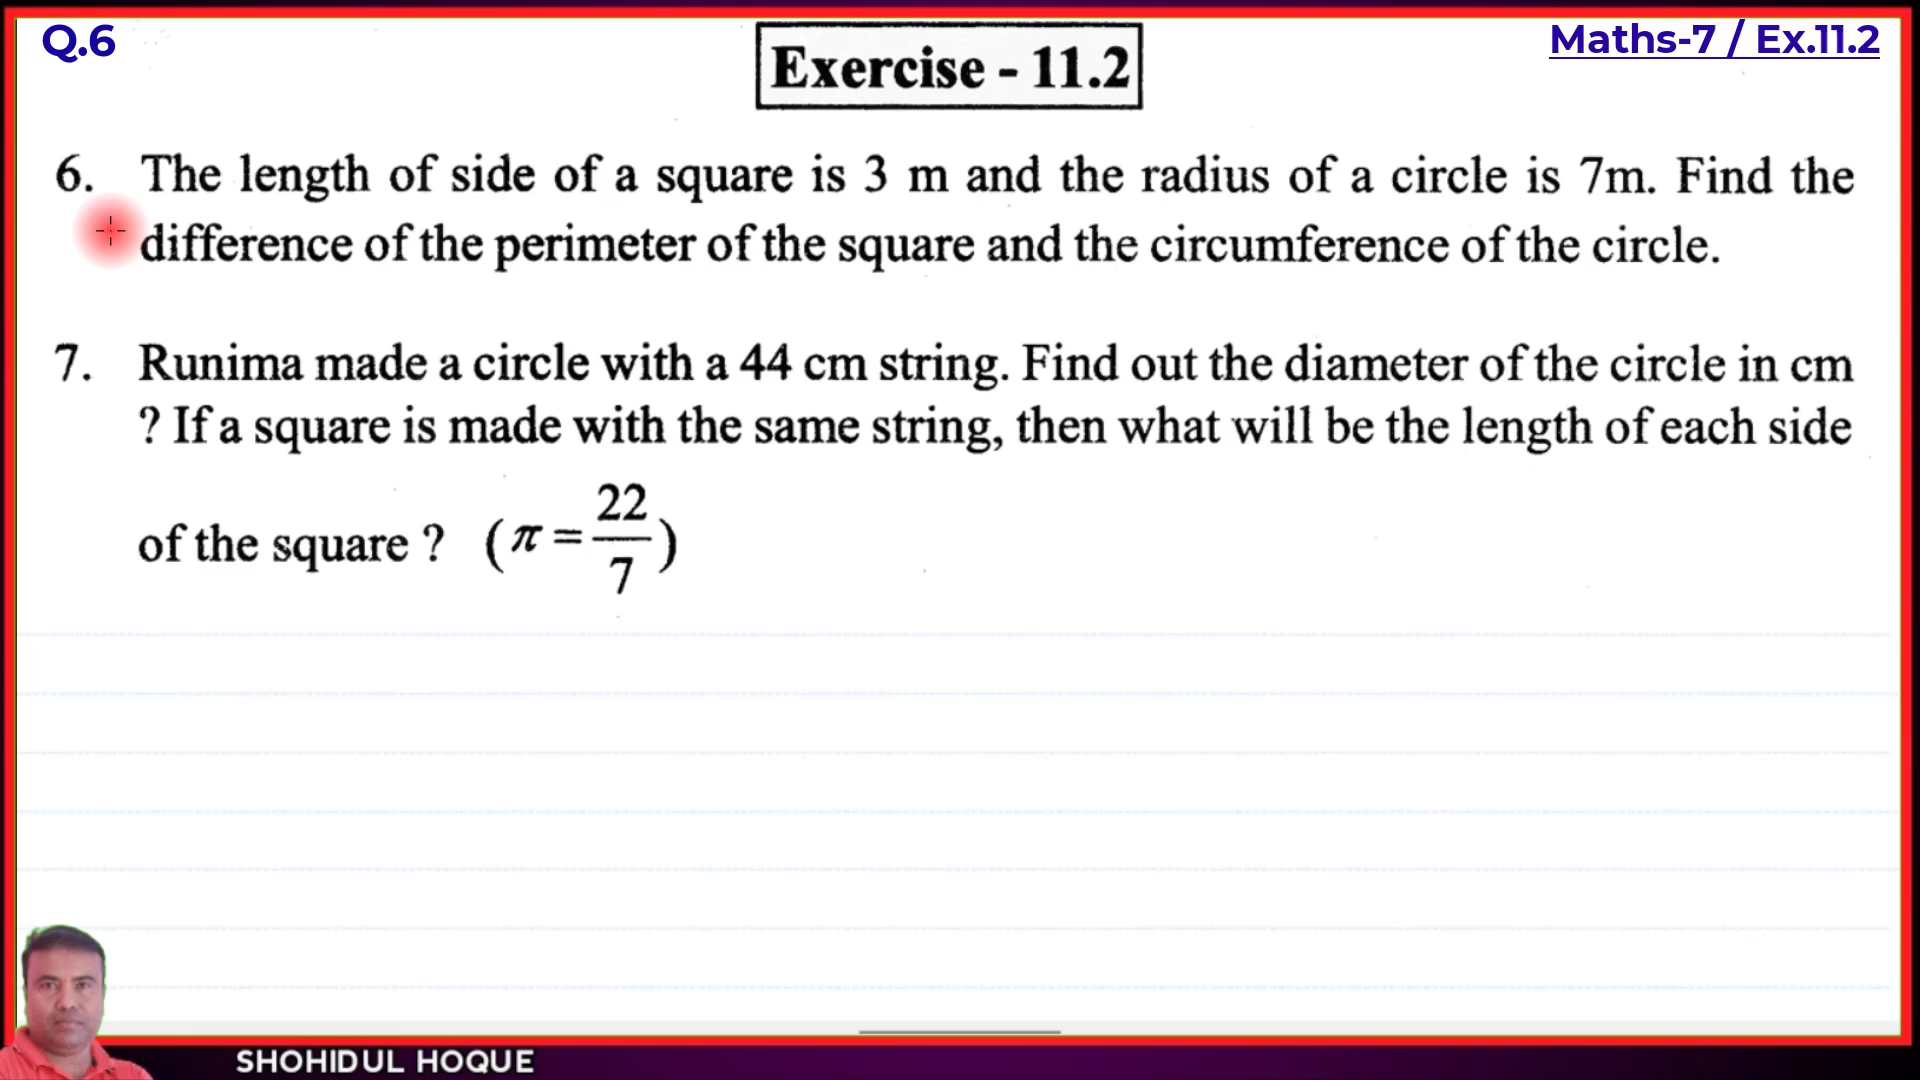 Q.6
Exercise - 11.2
Maths-7 / Ex.11.2
6. The length of side of a square is 3 m and the radius of a circle is 7m. Find the
difference of the perimeter of the square and the circumference of the circle.
7. Runima made a circle with a 44 cm string. Find out the diameter of the circle in cm
? If a square is made with the same string, then what will be the length of each side
of the square ? (π = 22/7)
SHOHIDUL HOQUE